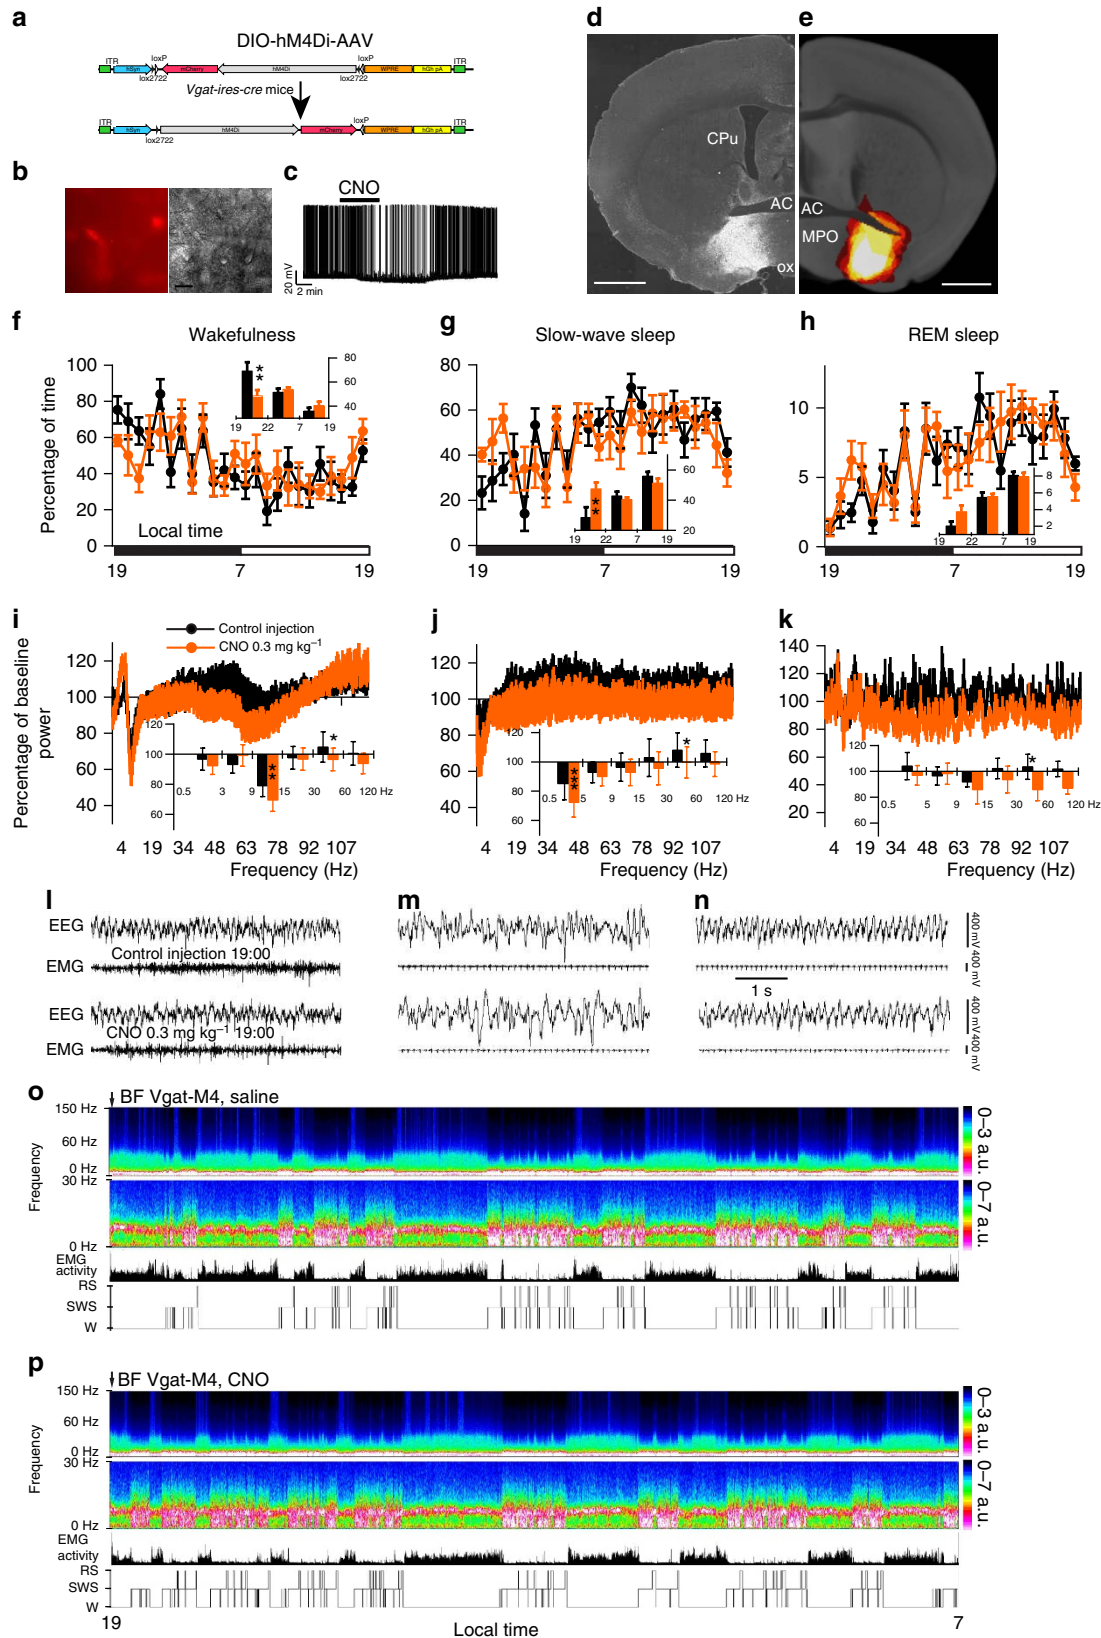 a
DIO-hM4Di-AAV
ITR loxP loxP ITR
hSyn mCherry hM4Di WPRE hGh pA
lox2722 lox2722
Vgat-ires-cre mice
ITR loxP ITR
hSyn hM4Di mCherry WPRE hGh pA
lox2722
b
c
CNO
20 mV
2 min
d
CPu
AC
ox
e
AC
MPO
f
Wakefulness
Percentage of time
100
80
60
40
20
0
80
60
40
**
19 22 7 19
Local time
19 7 19
g
Slow-wave sleep
80
60
40
20
0
60
40
20
**
19 22 7 19
19 7 19
h
REM sleep
10
5
0
8
6
4
2
19 22 7 19
19 7 19
i
Control injection
CNO 0.3 mg kg–1
Percentage of baseline
power
120
100
80
60
40
120
100
80
60
**
*
0.5 3 9 15 30 60 120 Hz
4 19 34 48 63 78 92 107
Frequency (Hz)
j
120
100
80
60
40
120
100
80
60
***
*
0.5 5 9 15 30 60 120 Hz
4 19 34 48 63 78 92 107
Frequency (Hz)
k
140
120
100
80
60
40
20
120
100
80
60
*
0.5 5 9 15 30 60 120 Hz
4 19 34 48 63 78 92 107
Frequency (Hz)
l
EEG
Control injection 19:00
EMG
EEG
CNO 0.3 mg kg–1 19:00
EMG
m
n
1 s
400 mV
400 mV
400 mV
400 mV
o
BF Vgat-M4, saline
Frequency
150 Hz
60 Hz
0 Hz
30 Hz
0 Hz
0–3 a.u.
0–7 a.u.
EMG
activity
RS
SWS
W
p
BF Vgat-M4, CNO
Frequency
150 Hz
60 Hz
0 Hz
30 Hz
0 Hz
0–3 a.u.
0–7 a.u.
EMG
activity
RS
SWS
W
19 7
Local time